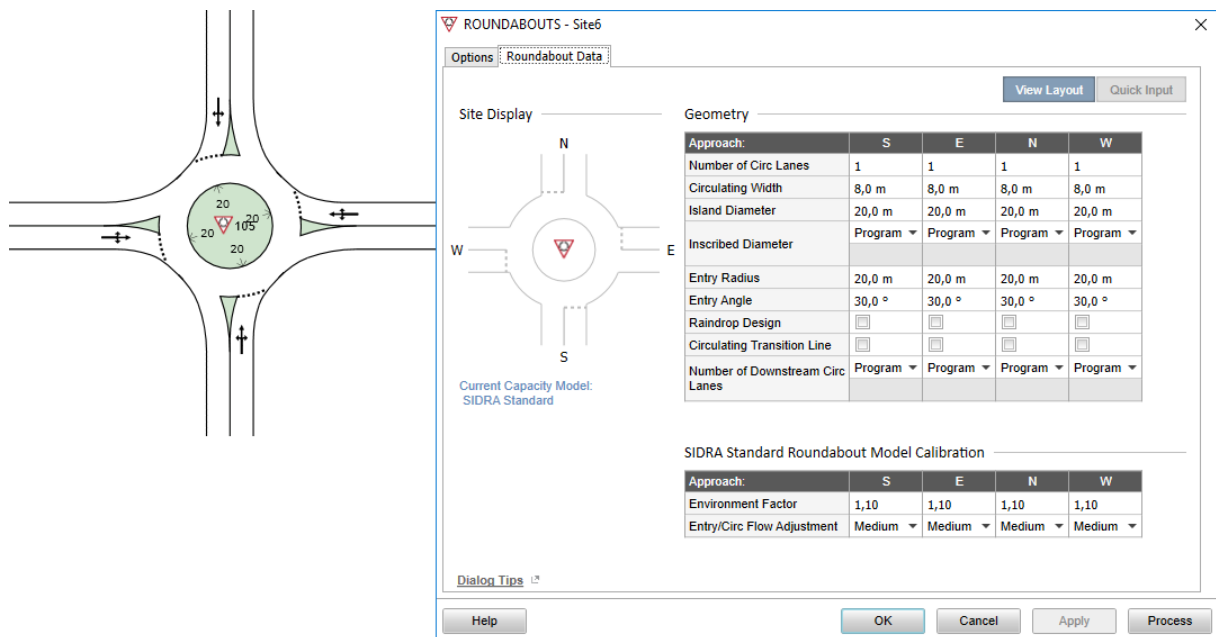 20
20
105
20
20
ROUNDABOUTS - Site6
Options Roundabout Data
View Layout Quick Input
Site Display
N
W
E
S
Current Capacity Model:
SIDRA Standard
Geometry
Approach: S E N W
Number of Circ Lanes 1 1 1 1
Circulating Width 8,0 m 8,0 m 8,0 m 8,0 m
Island Diameter 20,0 m 20,0 m 20,0 m 20,0 m
Inscribed Diameter Program Program Program Program
Entry Radius 20,0 m 20,0 m 20,0 m 20,0 m
Entry Angle 30,0 ° 30,0 ° 30,0 ° 30,0 °
Raindrop Design
Circulating Transition Line
Number of Downstream Circ Program Program Program Program
Lanes
SIDRA Standard Roundabout Model Calibration
Approach: S E N W
Environment Factor 1,10 1,10 1,10 1,10
Entry/Circ Flow Adjustment Medium Medium Medium Medium
Dialog Tips
Help OK Cancel Apply Process